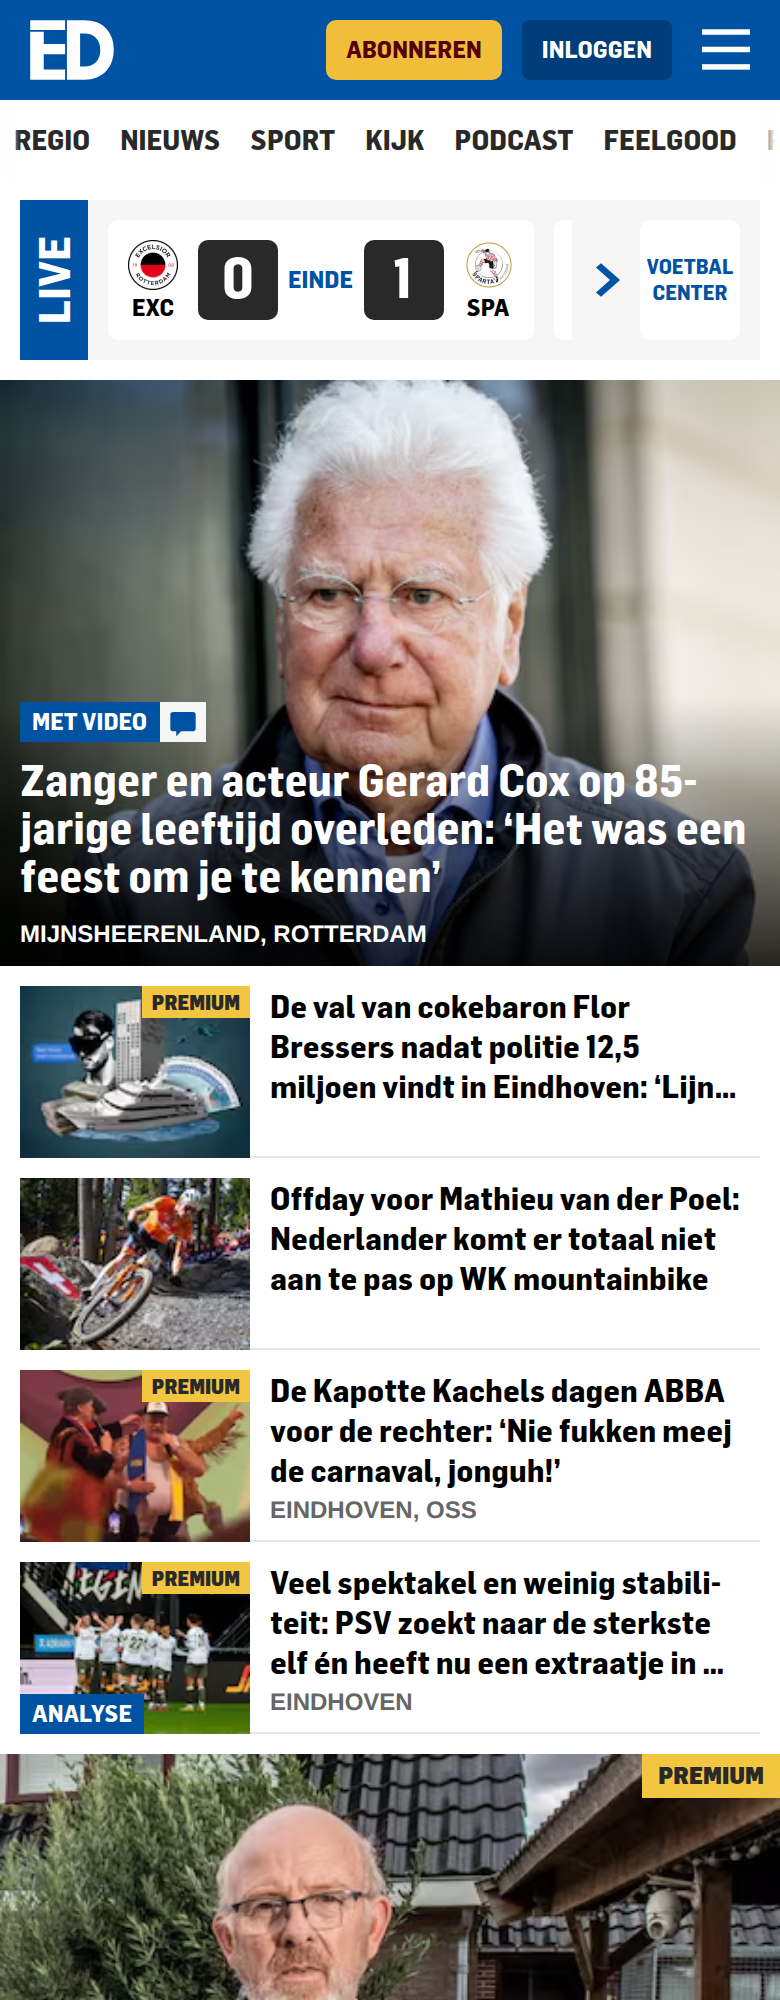 ED
ABONNEREN
INLOGGEN
REGIO NIEUWS SPORT KIJK PODCAST FEELGOOD
LIVE
EXC
0
EINDE
1
SPA
VOETBAL
CENTER
MET VIDEO
Zanger en acteur Gerard Cox op 85-
jarige leeftijd overleden: ‘Het was een
feest om je te kennen’
MIJNSHEERENLAND, ROTTERDAM
PREMIUM
De val van cokebaron Flor
Bressers nadat politie 12,5
miljoen vindt in Eindhoven: ‘Lijn...
Offday voor Mathieu van der Poel:
Nederlander komt er totaal niet
aan te pas op WK mountainbike
PREMIUM
De Kapotte Kachels dagen ABBA
voor de rechter: ‘Nie fukken meej
de carnaval, jonguh!’
EINDHOVEN, OSS
PREMIUM
ANALYSE
Veel spektakel en weinig stabili-
teit: PSV zoekt naar de sterkste
elf én heeft nu een extraatje in ...
EINDHOVEN
PREMIUM